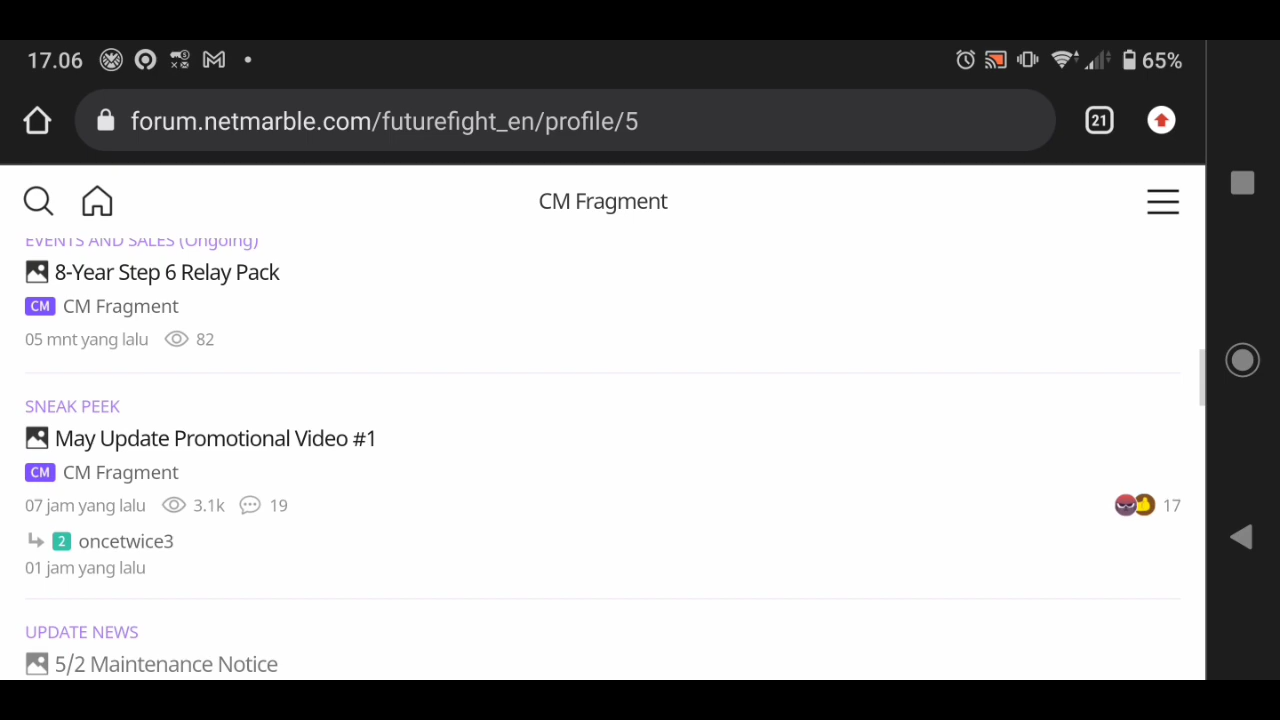 17.06
65%
forum.netmarble.com/futurefight_en/profile/5
21
CM Fragment
EVENTS AND SALES (Ongoing)
8-Year Step 6 Relay Pack
CM CM Fragment
05 mnt yang lalu 82
SNEAK PEEK
May Update Promotional Video #1
CM CM Fragment
07 jam yang lalu 3.1k 19
17
2 oncetwice3
01 jam yang lalu
UPDATE NEWS
5/2 Maintenance Notice